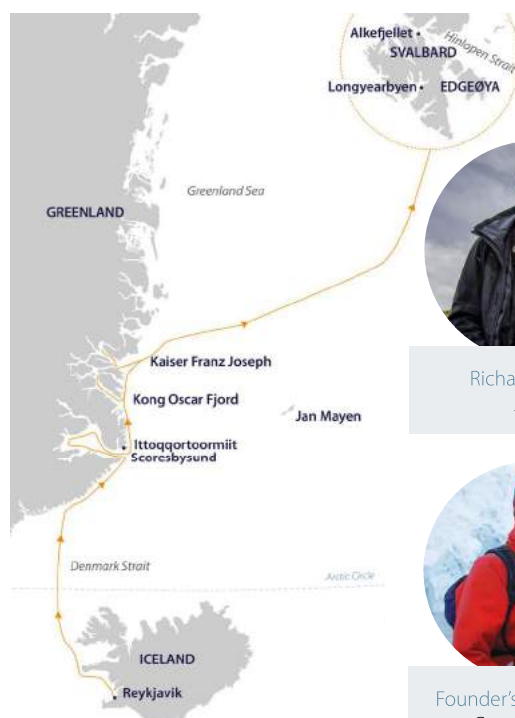 Alkefjellet
Hinlopen Strait
SVALBARD
Longyearbyen
EDGEØYA
Greenland Sea
GREENLAND
Kaiser Franz Joseph
Kong Oscar Fjord
Jan Mayen
Ittoqqortoormiit
Scoresbysund
Denmark Strait
Arctic Circle
ICELAND
Reykjavik
Richa
Founder's